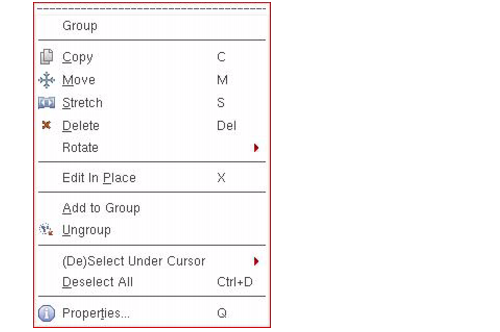 Group
Copy C
Move M
Stretch S
Delete Del
Rotate
Edit In Place X
Add to Group
Ungroup
(De)Select Under Cursor
Deselect All Ctrl+D
Properties... Q